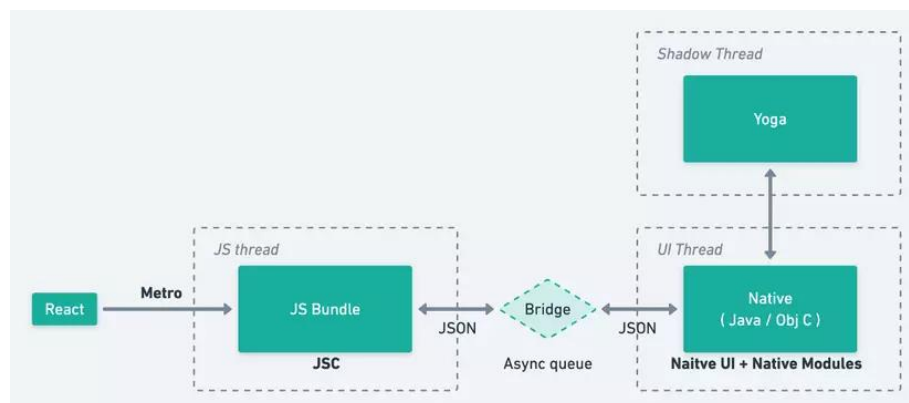 Shadow Thread
Yoga
JS thread
UI Thread
React
Metro
JS Bundle
JSON
Bridge
JSON
Native
( Java / Obj C )
JSC
Async queue
Naitve UI + Native Modules